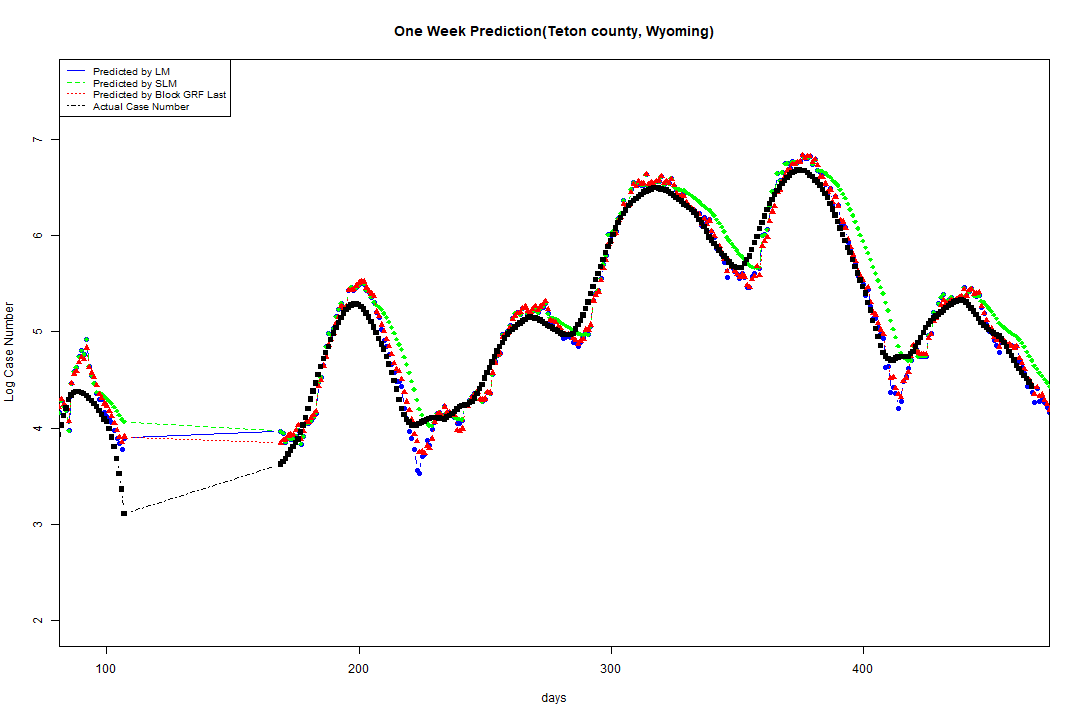 One Week Prediction(Teton county, Wyoming)
Predicted by LM
Predicted by SLM
Predicted by Block GRF Last
Actual Case Number
7
6
5
4
3
2
Log Case Number
100 200 300 400
days